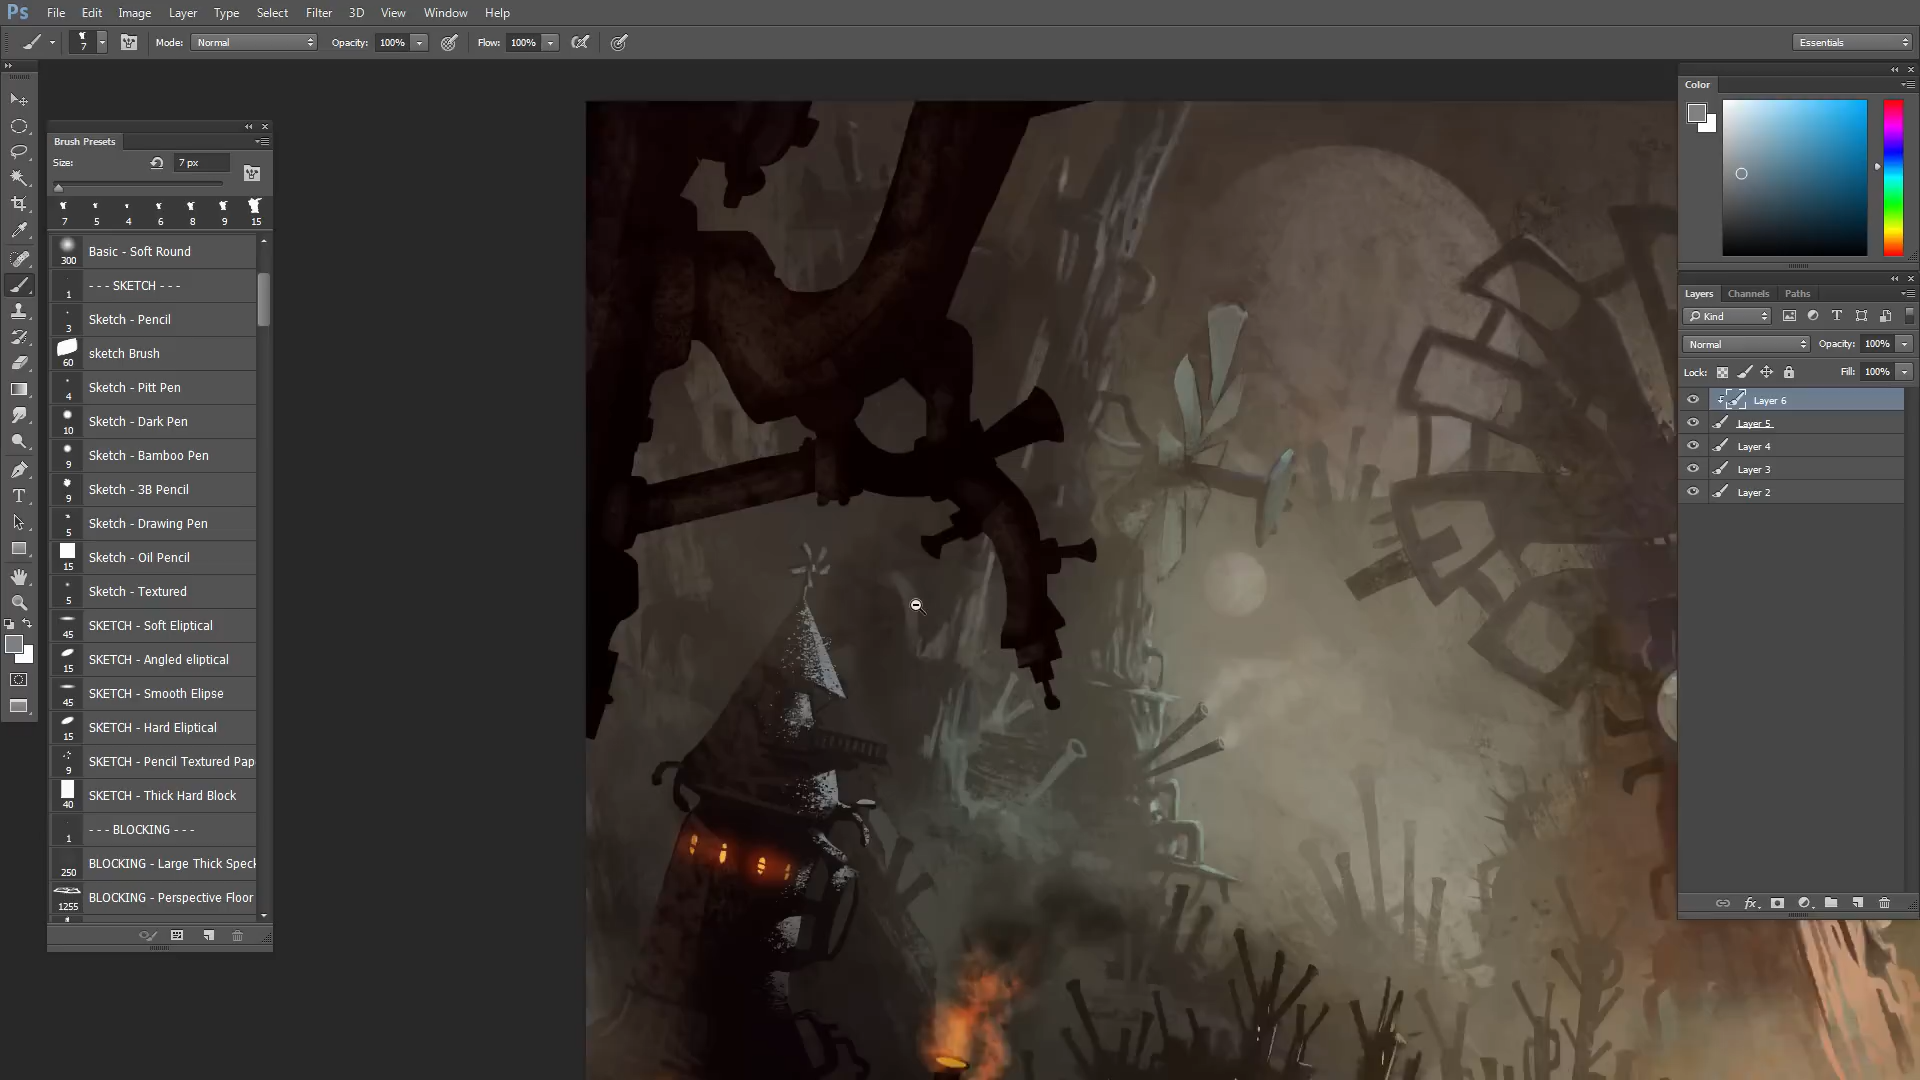 Ps File Edit Image Layer Type Select Filter 3D View Window Help
7 Mode: Normal Opacity: 100% Flow: 100% Essentials
Color
Brush Presets
Size: 7 px
7 5 4 6 8 9 15
300 Basic - Soft Round
1 - - - SKETCH - - -
3 Sketch - Pencil
60 sketch Brush
4 Sketch - Pitt Pen
10 Sketch - Dark Pen
9 Sketch - Bamboo Pen
9 Sketch - 3B Pencil
5 Sketch - Drawing Pen
15 Sketch - Oil Pencil
5 Sketch - Textured
45 SKETCH - Soft Eliptical
15 SKETCH - Angled eliptical
45 SKETCH - Smooth Elipse
15 SKETCH - Hard Eliptical
9 SKETCH - Pencil Textured Pap
40 SKETCH - Thick Hard Block
1 - - - BLOCKING - - -
250 BLOCKING - Large Thick Speck
1255 BLOCKING - Perspective Floor
Layers Channels Paths
Kind
Normal Opacity: 100%
Lock: Fill: 100%
Layer 6
Layer 5
Layer 4
Layer 3
Layer 2
fx